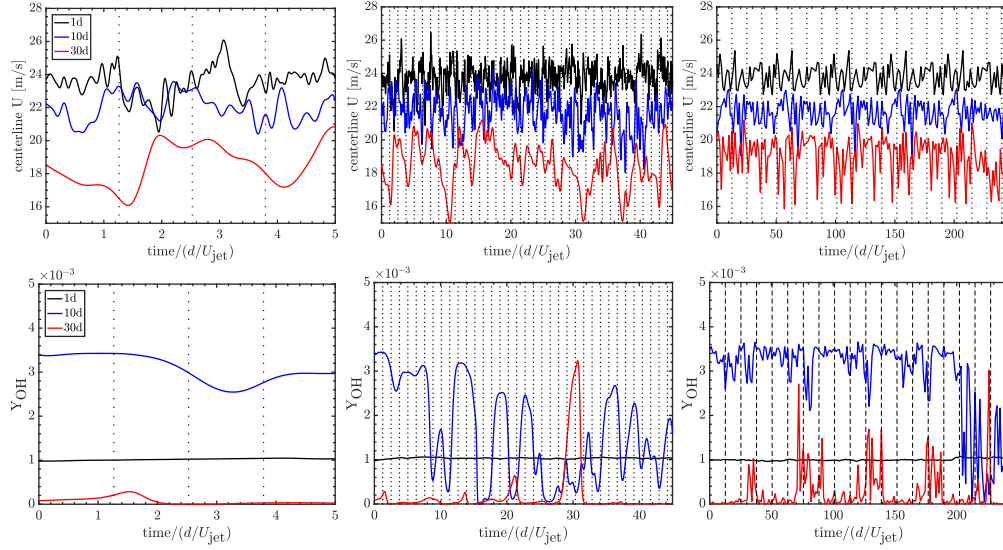 28
26
24
22
20
18
16
centerline U [m/s]
1d
10d
30d
0 1 2 3 4 5
time/(d/U_jet)
28
26
24
22
20
18
16
centerline U [m/s]
0 10 20 30 40
time/(d/U_jet)
28
26
24
22
20
18
16
centerline U [m/s]
0 50 100 150 200
time/(d/U_jet)
×10⁻³
5
4
3
2
1
0
Y_OH
1d
10d
30d
0 1 2 3 4 5
time/(d/U_jet)
×10⁻³
5
4
3
2
1
0
Y_OH
0 10 20 30 40
time/(d/U_jet)
×10⁻³
5
4
3
2
1
0
Y_OH
0 50 100 150 200
time/(d/U_jet)